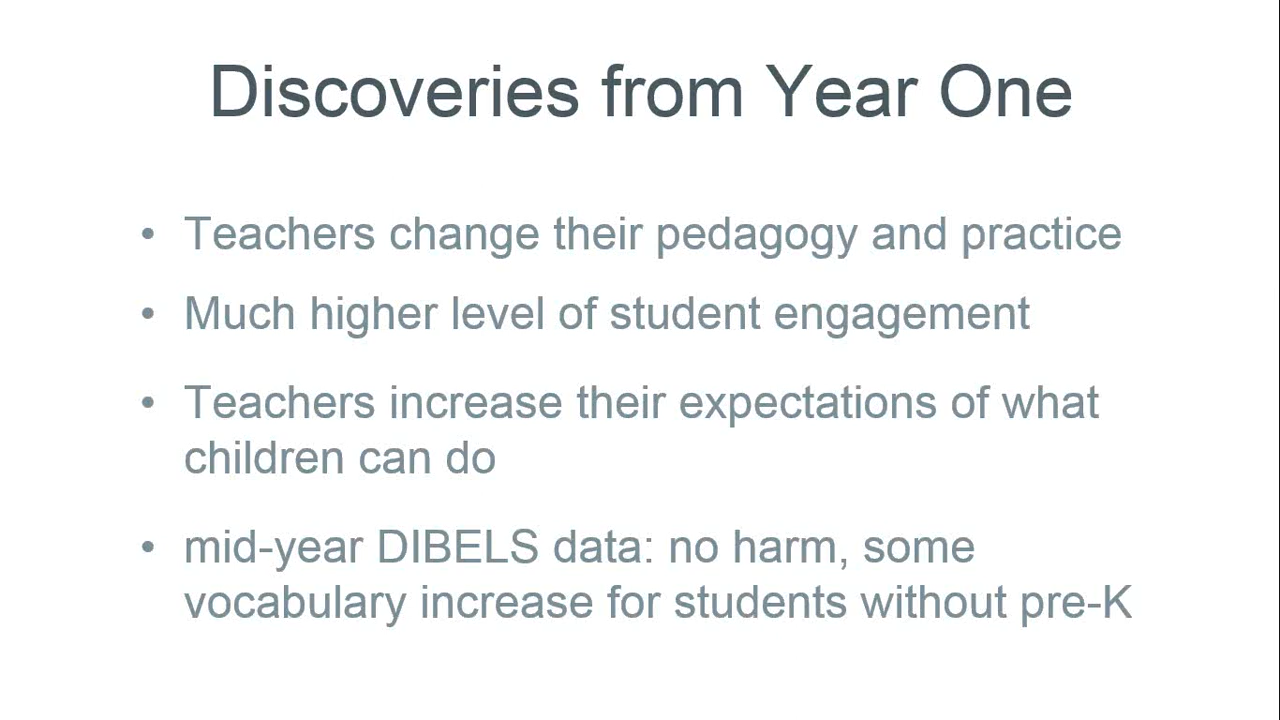 Discoveries from Year One
• Teachers change their pedagogy and practice
• Much higher level of student engagement
• Teachers increase their expectations of what
children can do
• mid-year DIBELS data: no harm, some
vocabulary increase for students without pre-K